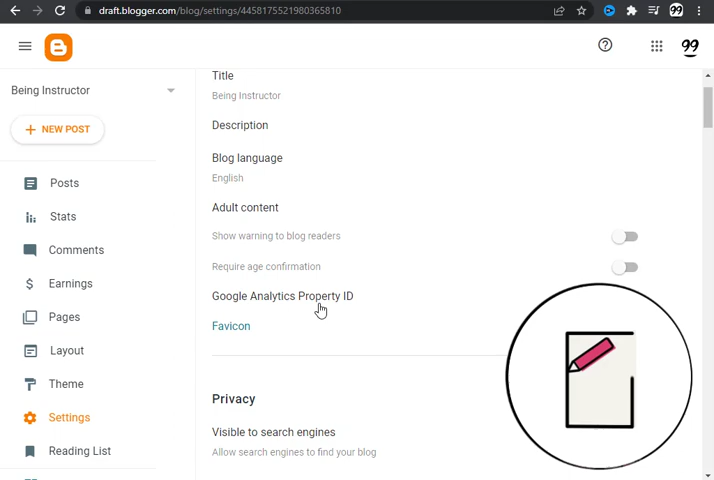 draft.blogger.com/blog/settings/4458175521980365810
99
99
Being Instructor
NEW POST
Posts
Stats
Comments
Earnings
Pages
Layout
Theme
Settings
Reading List
Title
Being Instructor
Description
Blog language
English
Adult content
Show warning to blog readers
Require age confirmation
Google Analytics Property ID
Favicon
Privacy
Visible to search engines
Allow search engines to find your blog